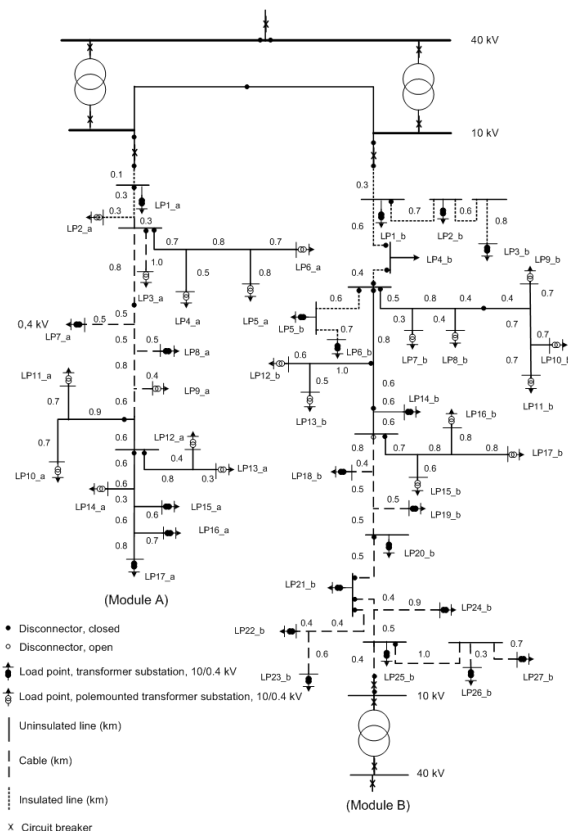 40 kV
10 kV
0.1
0.3
LP1_a
0.3
LP2_a
0.3
0.7
0.8
0.7
LP6_a
1.0
0.8
0.5
0.8
LP3_a
LP4_a
LP5_a
0,4 kV
0.5
0.5
LP7_a
0.5
LP8_a
0.5
0.8
0.4
LP9_a
LP11_a
0.7
0.9
0.7
0.6
LP12_a
LP10_a
0.6
0.4
0.8
0.3
LP13_a
0.6
LP14_a
0.3
0.6
LP15_a
0.6
0.7
LP16_a
0.8
LP17_a
(Module A)
0.3
0.6
0.7
0.6
0.8
LP1_b
LP2_b
LP3_b
LP4_b
LP9_b
0.4
0.6
0.5
0.8
0.4
0.4
0.7
LP5_b
0.7
0.3
0.4
0.7
LP10_b
LP6_b
0.8
LP7_b
LP8_b
0.7
LP11_b
LP12_b
0.6
1.0
0.5
LP13_b
0.6
0.6
LP14_b
0.6
LP16_b
0.8
0.7
0.8
0.8
LP17_b
0.8
0.6
LP15_b
LP18_b
0.4
0.5
0.5
LP19_b
0.5
LP20_b
LP21_b
0.4
0.9
LP24_b
LP22_b
0.4
0.4
0.5
0.6
LP23_b
0.4
LP25_b
1.0
0.3
LP26_b
0.7
LP27_b
10 kV
40 kV
(Module B)
Disconnector, closed
Disconnector, open
Load point, transformer substation, 10/0.4 kV
Load point, polemounted transformer substation, 10/0.4 kV
Uninsulated line (km)
Cable (km)
Insulated line (km)
Circuit breaker